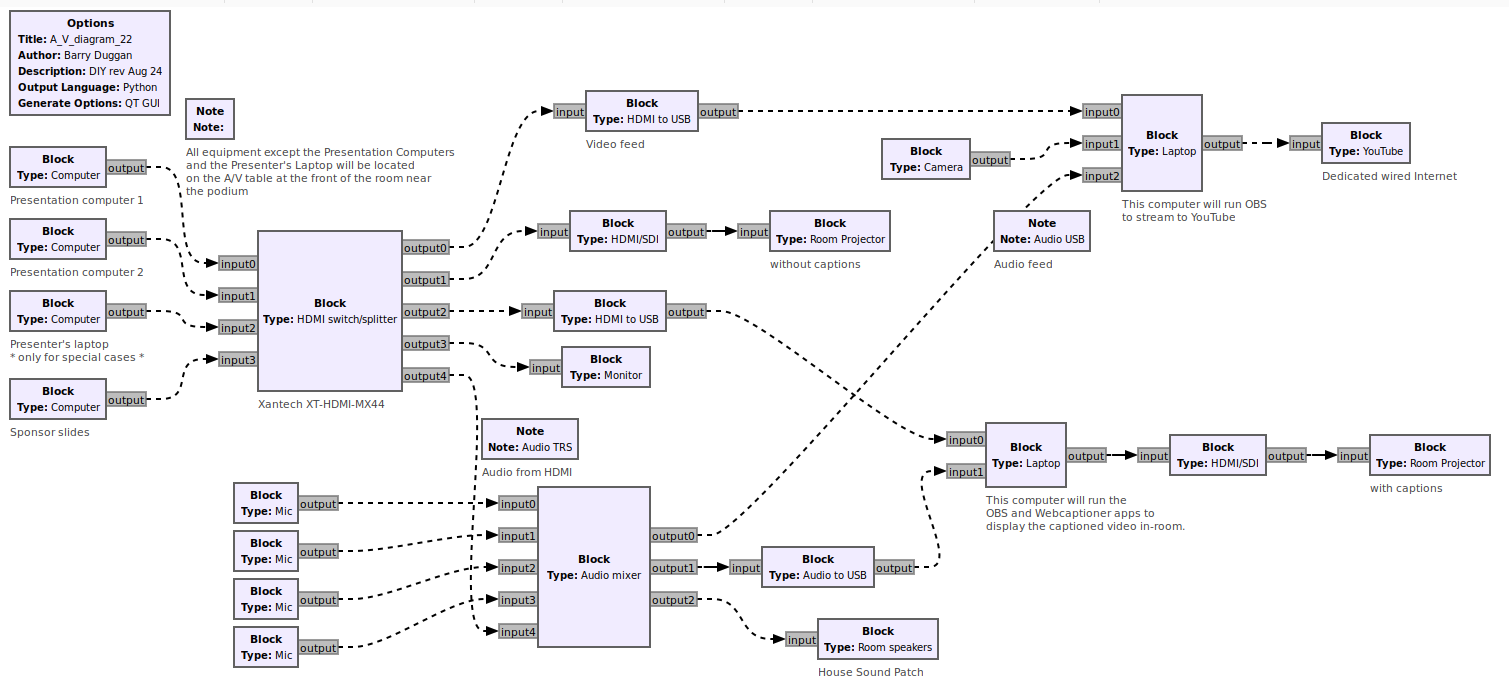 Options
Title: A_V_diagram_22
Author: Barry Duggan
Description: DIY rev Aug 24
Output Language: Python
Generate Options: QT GUI
Note
Note:
All equipment except the Presentation Computers
and the Presenter's Laptop will be located
on the A/V table at the front of the room near
the podium
Block
Type: Computer
output
Presentation computer 1
Block
Type: Computer
output
Presentation computer 2
Block
Type: Computer
output
Presenter's laptop
* only for special cases *
Block
Type: Computer
output
Sponsor slides
input0
input1
input2
input3
Block
Type: HDMI switch/splitter
output0
output1
output2
output3
output4
Xantech XT-HDMI-MX44
input
Block
Type: HDMI to USB
output
Video feed
input
Block
Type: HDMI/SDI
output
input
Block
Type: Room Projector
without captions
input
Block
Type: HDMI to USB
output
input
Block
Type: Monitor
Block
Type: Camera
output
input0
input1
input2
Block
Type: Laptop
output
This computer will run OBS
to stream to YouTube
input
Block
Type: YouTube
Dedicated wired Internet
Note
Note: Audio USB
Audio feed
Note
Note: Audio TRS
Audio from HDMI
Block
Type: Mic
output
Block
Type: Mic
output
Block
Type: Mic
output
Block
Type: Mic
output
input0
input1
input2
input3
input4
Block
Type: Audio mixer
output0
output1
output2
input
Block
Type: Audio to USB
output
input
Block
Type: Room speakers
House Sound Patch
input0
input1
Block
Type: Laptop
output
This computer will run the
OBS and Webcaptioner apps to
display the captioned video in-room.
input
Block
Type: HDMI/SDI
output
input
Block
Type: Room Projector
with captions